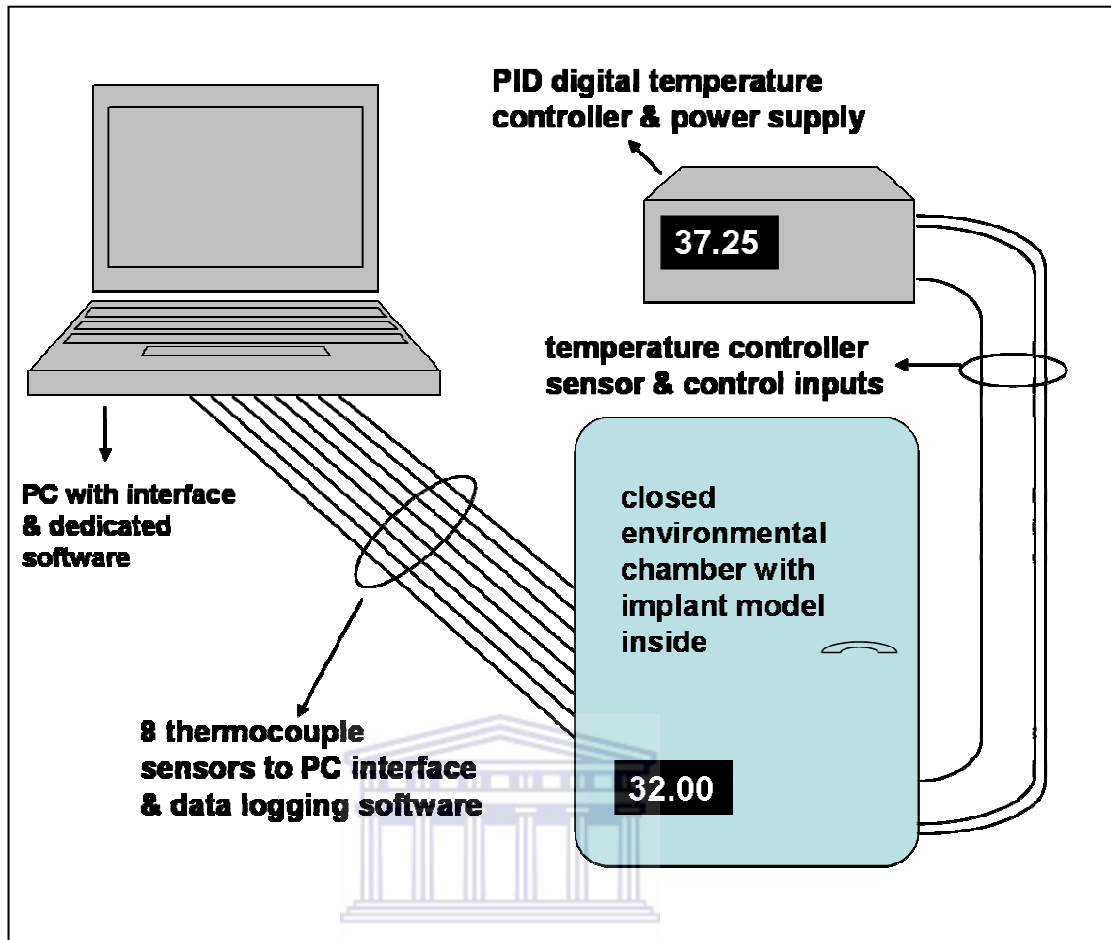 PID digital temperature
controller & power supply
37.25
temperature controller
sensor & control inputs
PC with interface
& dedicated
software
closed
environmental
chamber with
implant model
inside
8 thermocouple
sensors to PC interface
& data logging software
32.00